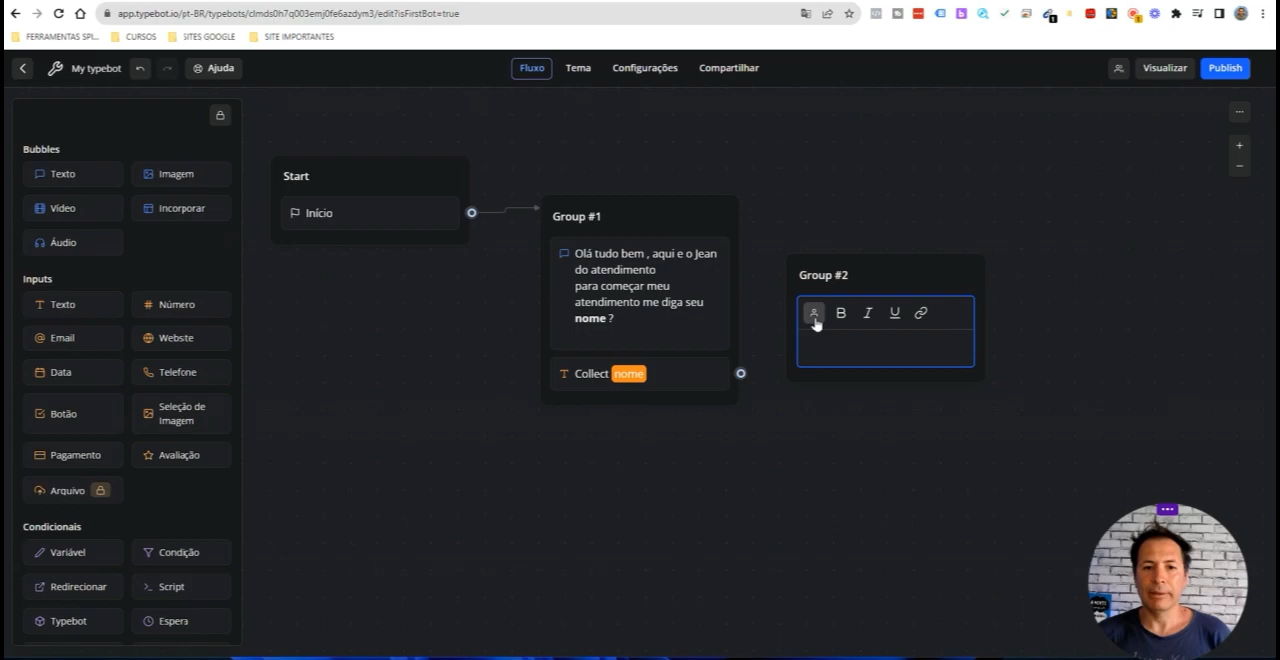 app.typebot.io/pt-BR/typebots/clmds0h7q003emj0fe6azdym3/edit?isFirstBot=true
FERRAMENTAS SPI... CURSOS SITES GOOGLE SITE IMPORTANTES
My typebot Ajuda Fluxo Tema Configurações Compartilhar Visualizar Publish
Bubbles
Texto Imagem
Vídeo Incorporar
Áudio
Inputs
Texto Número
Email Webste
Data Telefone
Botão Seleção de
Imagem
Pagamento Avaliação
Arquivo
Condicionais
Variável Condição
Redirecionar Script
Typebot Espera
Start
Início
Group #1
Olá tudo bem , aqui e o Jean
do atendimento
para começar meu
atendimento me diga seu
nome ?
Collect nome
Group #2
B I U